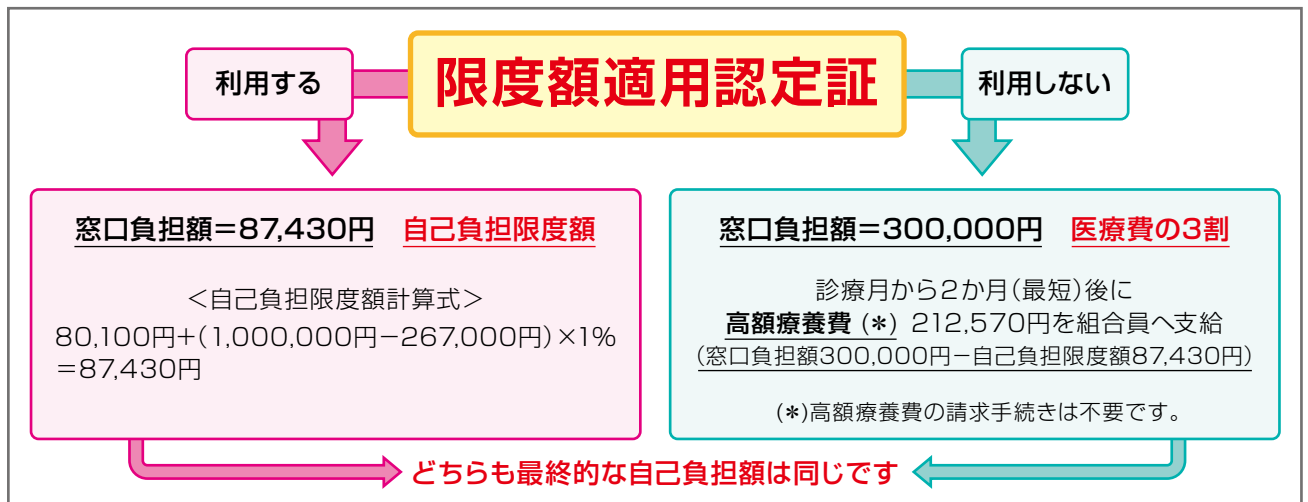 限度額適用認定証
利用する
利用しない
窓口負担額＝87,430円 自己負担限度額
＜自己負担限度額計算式＞
80,100円＋(1,000,000円－267,000円)×1%
＝87,430円
窓口負担額＝300,000円 医療費の3割
診療月から2か月(最短)後に
高額療養費 (＊) 212,570円を組合員へ支給
(窓口負担額300,000円－自己負担限度額87,430円)
(＊)高額療養費の請求手続きは不要です。
どちらも最終的な自己負担額は同じです